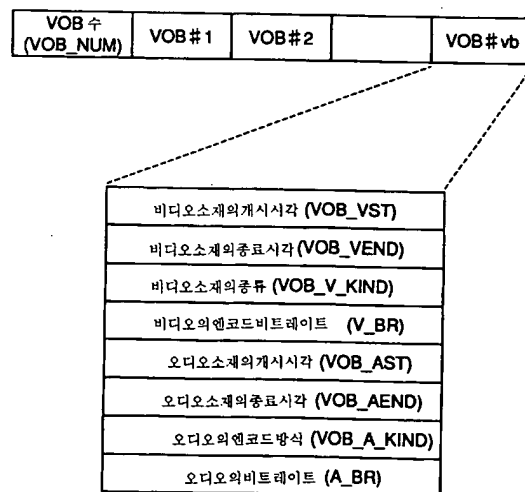 VOB 수
(VOB_NUM)
VOB#1
VOB#2
VOB#vb
비디오소재의개시시각 (VOB_VST)
비디오소재의종료시각 (VOB_VEND)
비디오소재의종류 (VOB_V_KIND)
비디오의엔코드비트레이트 (V_BR)
오디오소재의개시시각 (VOB_AST)
오디오소재의종료시각 (VOB_AEND)
오디오의엔코드방식 (VOB_A_KIND)
오디오의비트레이트 (A_BR)